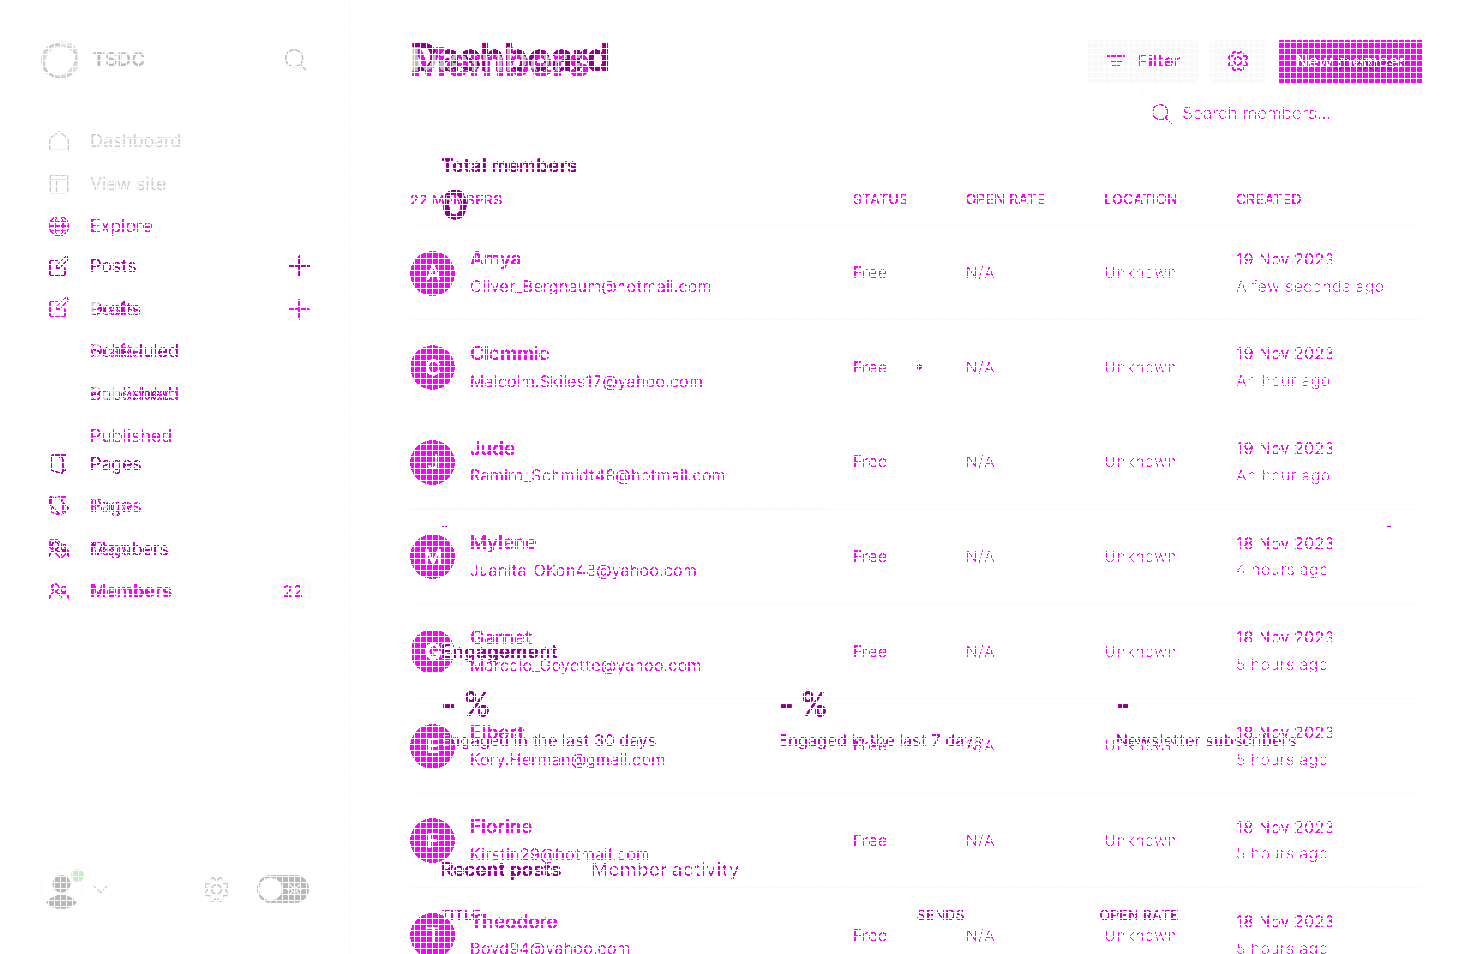 TSDC
Dashboard
View site
Explore
Posts
Scheduled
Published
Published
Pages
Pages
Members
Members 22
Dashboard
Members
Filter
New member
Search members...
Total members
0
22 MEMBERS STATUS OPEN RATE LOCATION CREATED
Amya Free N/A Unknown 19 Nov 2023
Oliver_Bergnaum@hotmail.com A few seconds ago
Free N/A Unknown 19 Nov 2023
Malcolm.Skiles17@yahoo.com An hour ago
Jude Free N/A Unknown 19 Nov 2023
Ramiro_Schmidt48@hotmail.com An hour ago
Mylene Free N/A Unknown 18 Nov 2023
Juanita_OKon43@yahoo.com 4 hours ago
Garnet Free N/A Unknown 18 Nov 2023
Engagement
Marcelo_Goyette@yahoo.com 5 hours ago
- % - % -
Elbert N/A Unknown 18 Nov 2023
Engaged in the last 30 days Engaged in the last 7 days Newsletter subscribers
Kory.Herman@gmail.com 5 hours ago
Florine Free N/A Unknown 18 Nov 2023
Kirstin29@hotmail.com 5 hours ago
Recent posts Member activity
TITLE SENDS OPEN RATE
Theodore Free N/A Unknown 18 Nov 2023
Boyd94@yahoo.com 5 hours ago